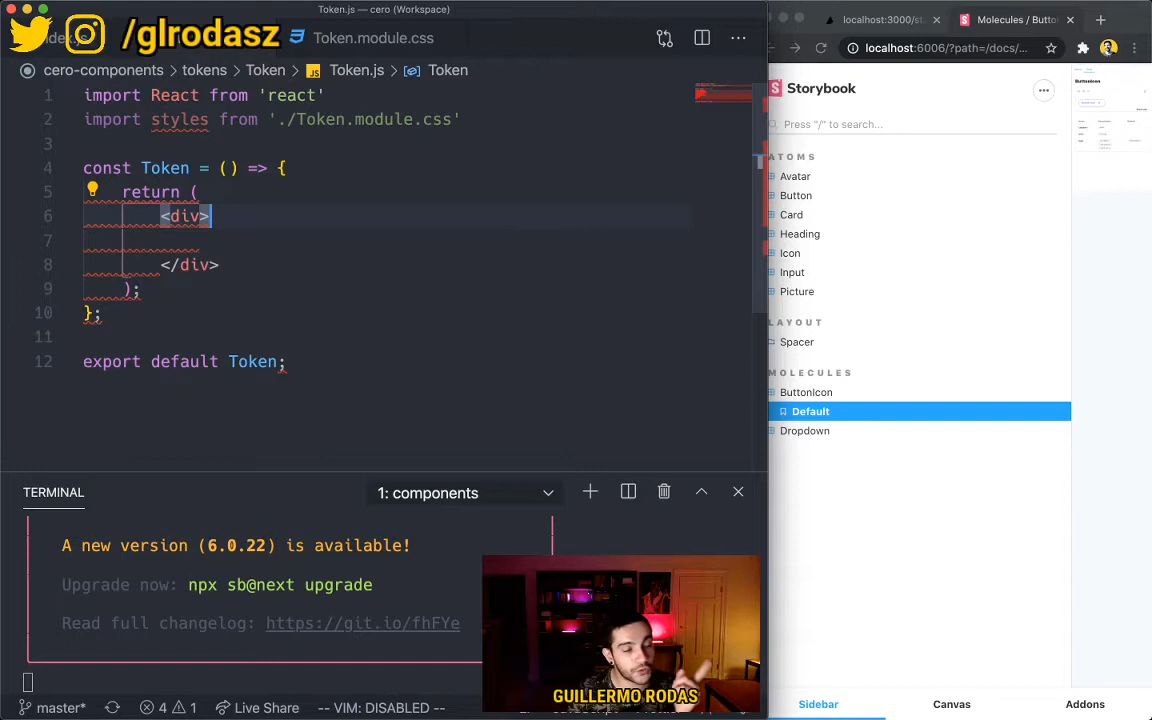 Token.js — cero (Workspace)
/glrodasz
Token.module.css
cero-components > tokens > Token > JS Token.js > Token
1 import React from 'react'
2 import styles from './Token.module.css'
3
4 const Token = () => {
5 return (
6 <div>
7
8 </div>
9 );
10 };
11
12 export default Token;
TERMINAL
1: components
A new version (6.0.22) is available!
Upgrade now: npx sb@next upgrade
Read full changelog: https://git.io/fhFYe
GUILLERMO RODAS
master*
4
1
Live Share
-- VIM: DISABLED --
localhost:3000/st
Molecules / Butto
localhost:6006/?path=/docs/...
Storybook
Press "/" to search...
ATOMS
Avatar
Button
Card
Heading
Icon
Input
Picture
LAYOUT
Spacer
MOLECULES
ButtonIcon
Default
Dropdown
ButtonIcon
Sidebar
Canvas
Addons